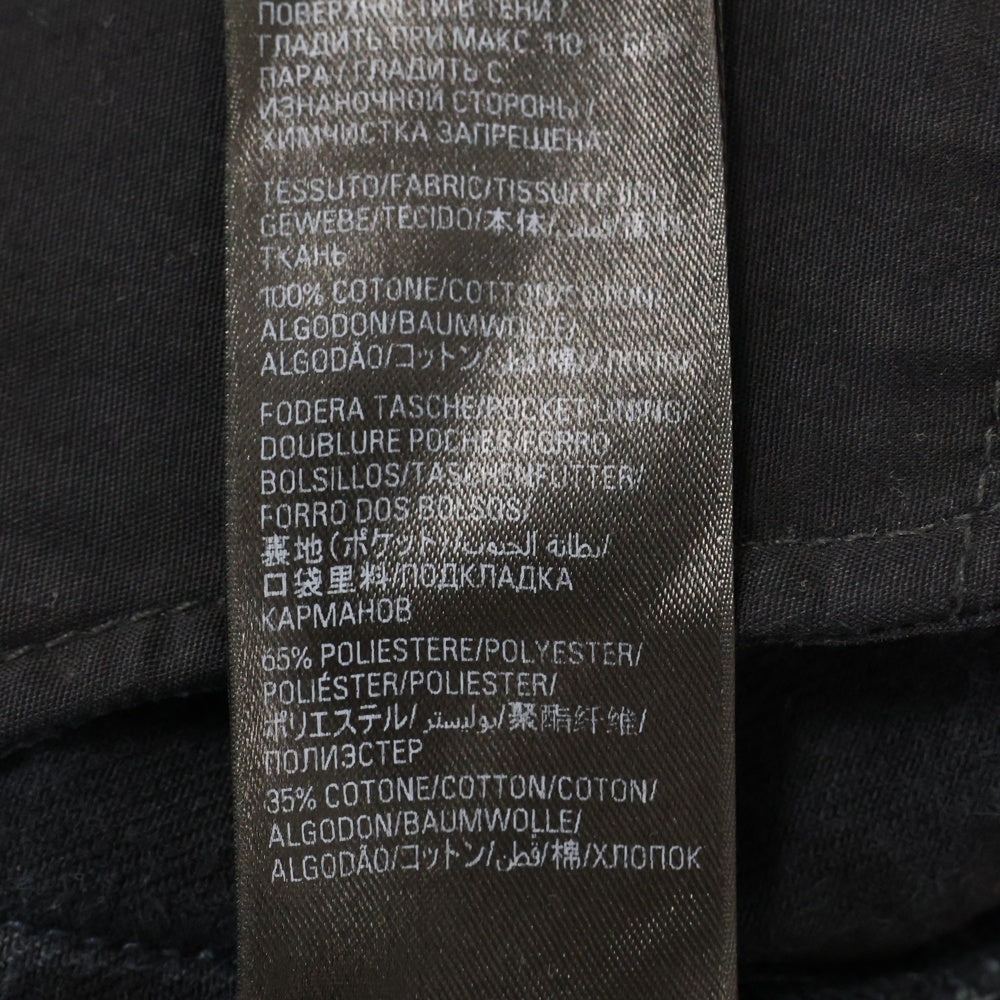 ПОВЕРХНОСТИ В ТЕНИ /
ГЛАДИТЬ ПРИ МАКС. 110
ПАРА / ГЛАДИТЬ С
ИЗНАНОЧНОЙ СТОРОНЫ /
ХИМЧИСТКА ЗАПРЕЩЕНА
TESSUTO/FABRIC/TISSU/
GEWEBE/TECIDO/本体/
ТКАНЬ
100% COTONE/COTTON/COTON/
ALGODON/BAUMWOLLE/
ALGODÃO/コットン/قطن/棉/
FODERA TASCHE/POCKET LINING/
DOUBLURE POCHES/FORRO
BOLSILLOS/TASCHENFUTTER/
FORRO DOS BOLSOS/
裏地(ポケット)/بطانة الجيوب/
口袋里料/ПОДКЛАДКА
КАРМАНОВ
65% POLIESTERE/POLYESTER/
POLIÉSTER/POLIESTER/
ポリエステル/بوليستر/聚酯纤维/
ПОЛИЭСТЕР
35% COTONE/COTTON/COTON/
ALGODON/BAUMWOLLE/
ALGODÃO/コットン/قطن/棉/ХЛОПОК